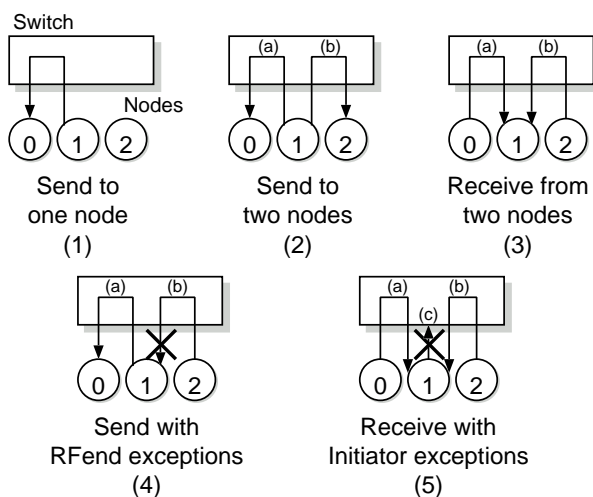 Switch
(a) (b) (a) (b)
Nodes
0 1 2 0 1 2 0 1 2
Send to
one node
(1)
Send to
two nodes
(2)
Receive from
two nodes
(3)
(a) (b)
0 1 2
Send with
RFend exceptions
(4)
(a) (b)
(c)
0 1 2
Receive with
Initiator exceptions
(5)